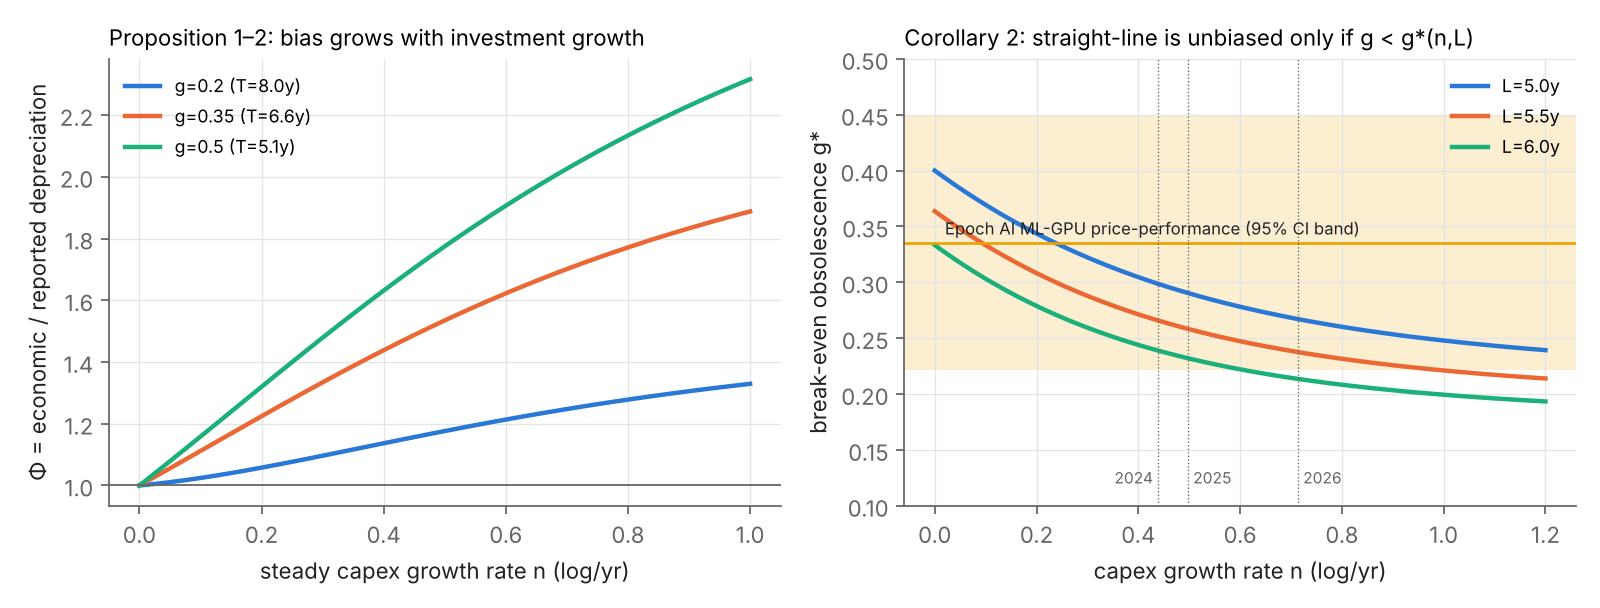 Proposition 1–2: bias grows with investment growth
g=0.2 (T=8.0y)
g=0.35 (T=6.6y)
g=0.5 (T=5.1y)
Φ = economic / reported depreciation
2.2
2.0
1.8
1.6
1.4
1.2
1.0
0.0 0.2 0.4 0.6 0.8 1.0
steady capex growth rate n (log/yr)
Corollary 2: straight-line is unbiased only if g < g*(n,L)
L=5.0y
L=5.5y
L=6.0y
break-even obsolescence g*
0.50
0.45
0.40
0.35
0.30
0.25
0.20
0.15
0.10
Epoch AI ML-GPU price-performance (95% CI band)
2024 2025 2026
0.0 0.2 0.4 0.6 0.8 1.0 1.2
capex growth rate n (log/yr)